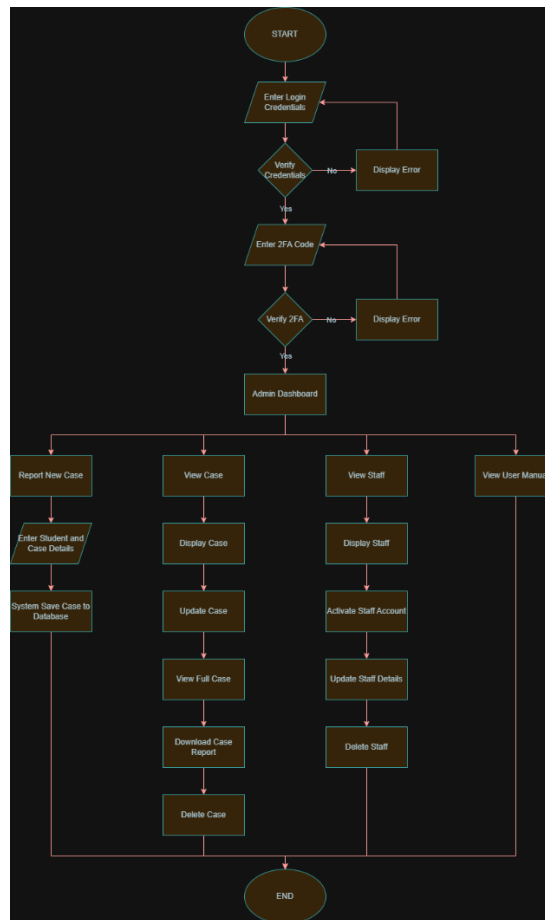 START
Enter Login
Credentials
Verify
Credentials
No
Display Error
Yes
Enter 2FA Code
Verify 2FA
No
Display Error
Yes
Admin Dashboard
Report New Case
View Case
View Staff
View User Manual
Enter Student and
Case Details
Display Case
Display Staff
System Save Case to
Database
Update Case
Activate Staff Account
View Full Case
Update Staff Details
Download Case
Report
Delete Staff
Delete Case
END